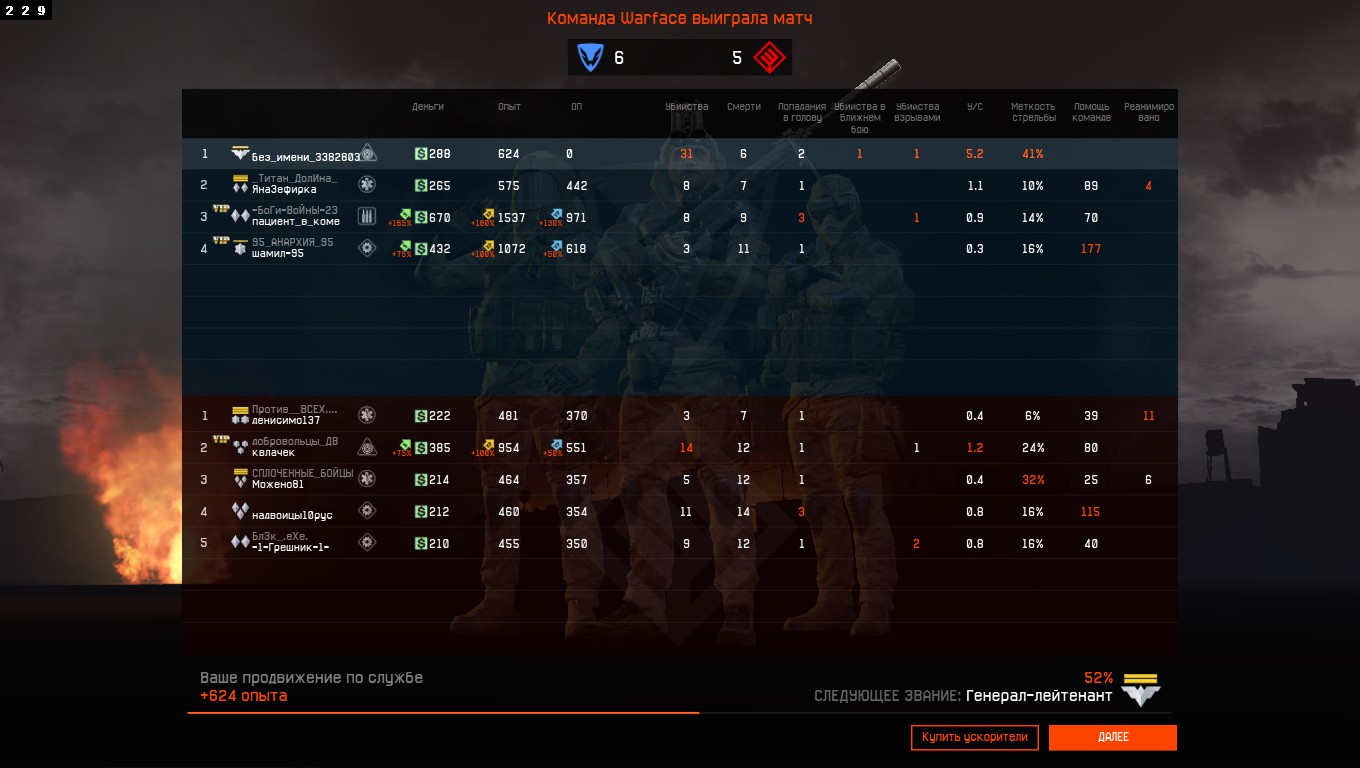 229
Команда Warface выиграла матч
6 5
Деньги Опыт ОП Убийства Смерти Попадания в голову Убийства в ближнем бою Убийства взрывами У/С Меткость стрельбы Помощь команде Реанимировано
1 без_имени_3382803 288 624 0 31 6 2 1 1 5.2 41%
_Титан_ДолИна_
2 ЯнаЗефирка 265 575 442 8 7 1 1.1 10% 89 4
VIP -БоГи-ВоЙнЫ-23
3 пациент_в_коме +165% 670 +180% 1537 +130% 971 8 9 3 1 0.9 14% 70
VIP 95_АНАРХИЯ_95
4 шамил-95 +75% 432 +100% 1072 +50% 618 3 11 1 0.3 16% 177
Против__ВСЕХ....
1 денисимо137 222 481 370 3 7 1 0.4 6% 39 11
VIP добровольцы_ДВ
2 квлачек +75% 385 +100% 954 +50% 551 14 12 1 1 1.2 24% 80
СПЛОЧЕННЫЕ_БОЙЦЫ
3 Можено81 214 464 357 5 12 1 0.4 32% 25 6
4 надвоицы10рус 212 460 354 11 14 3 0.8 16% 115
БлЭк_.еХе.
5 -1-Грешник-1- 210 455 350 9 12 1 2 0.8 16% 40
Ваше продвижение по службе
+624 опыта
52%
СЛЕДУЮЩЕЕ ЗВАНИЕ: Генерал-лейтенант
Купить ускорители
ДАЛЕЕ